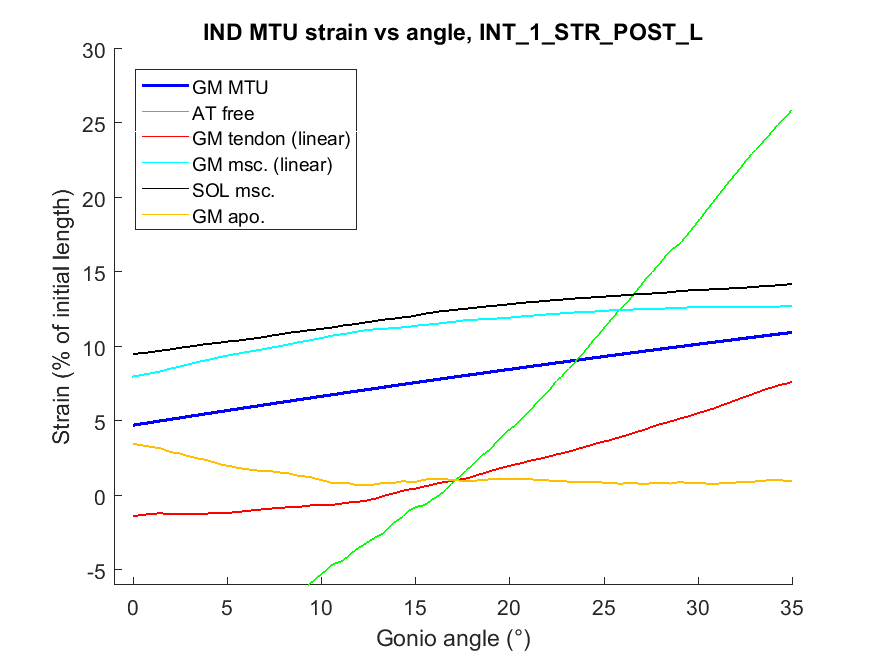 IND MTU strain vs angle, INT_1_STR_POST_L
30
25
20
15
10
5
0
-5
Strain (% of initial length)
GM MTU
AT free
GM tendon (linear)
GM msc. (linear)
SOL msc.
GM apo.
0 5 10 15 20 25 30 35
Gonio angle (°)